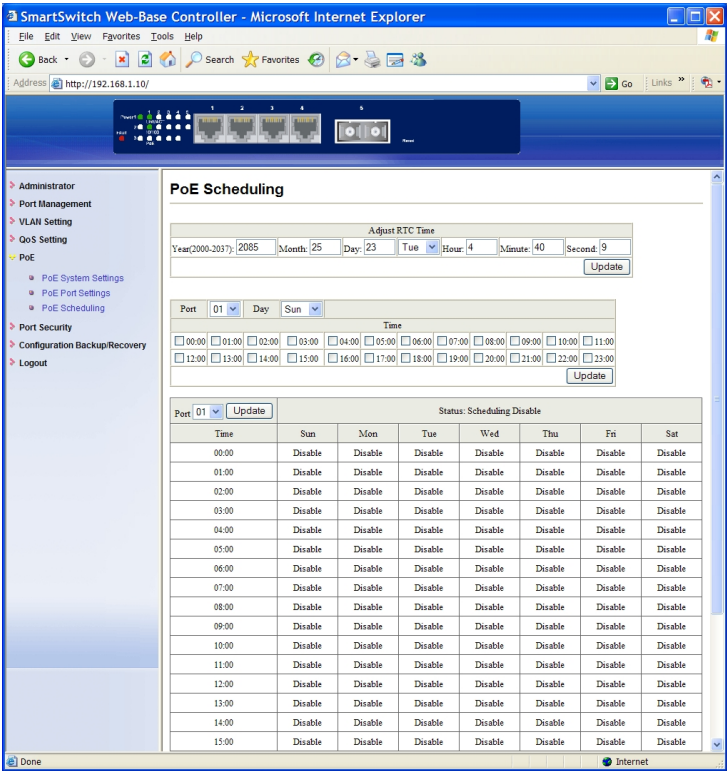 SmartSwitch Web-Base Controller - Microsoft Internet Explorer
File Edit View Favorites Tools Help
Back Search Favorites
Address http://192.168.1.10/ Go Links »
1 2 3 4 5
Power1 1 2 3 4 5
PoE
Reset
Administrator
Port Management
VLAN Setting
QoS Setting
PoE
PoE System Settings
PoE Port Settings
PoE Scheduling
Port Security
Configuration Backup/Recovery
Logout
PoE Scheduling
Adjust RTC Time
Year(2000-2037): 2085 Month: 25 Day: 23 Tue Hour: 4 Minute: 40 Second: 9
Update
Port 01 Day Sun
Time
00:00 01:00 02:00 03:00 04:00 05:00 06:00 07:00 08:00 09:00 10:00 11:00
12:00 13:00 14:00 15:00 16:00 17:00 18:00 19:00 20:00 21:00 22:00 23:00
Update
Port 01 Update Status: Scheduling Disable
Time Sun Mon Tue Wed Thu Fri Sat
00:00 Disable Disable Disable Disable Disable Disable Disable
01:00 Disable Disable Disable Disable Disable Disable Disable
02:00 Disable Disable Disable Disable Disable Disable Disable
03:00 Disable Disable Disable Disable Disable Disable Disable
04:00 Disable Disable Disable Disable Disable Disable Disable
05:00 Disable Disable Disable Disable Disable Disable Disable
06:00 Disable Disable Disable Disable Disable Disable Disable
07:00 Disable Disable Disable Disable Disable Disable Disable
08:00 Disable Disable Disable Disable Disable Disable Disable
09:00 Disable Disable Disable Disable Disable Disable Disable
10:00 Disable Disable Disable Disable Disable Disable Disable
11:00 Disable Disable Disable Disable Disable Disable Disable
12:00 Disable Disable Disable Disable Disable Disable Disable
13:00 Disable Disable Disable Disable Disable Disable Disable
14:00 Disable Disable Disable Disable Disable Disable Disable
15:00 Disable Disable Disable Disable Disable Disable Disable
Done Internet